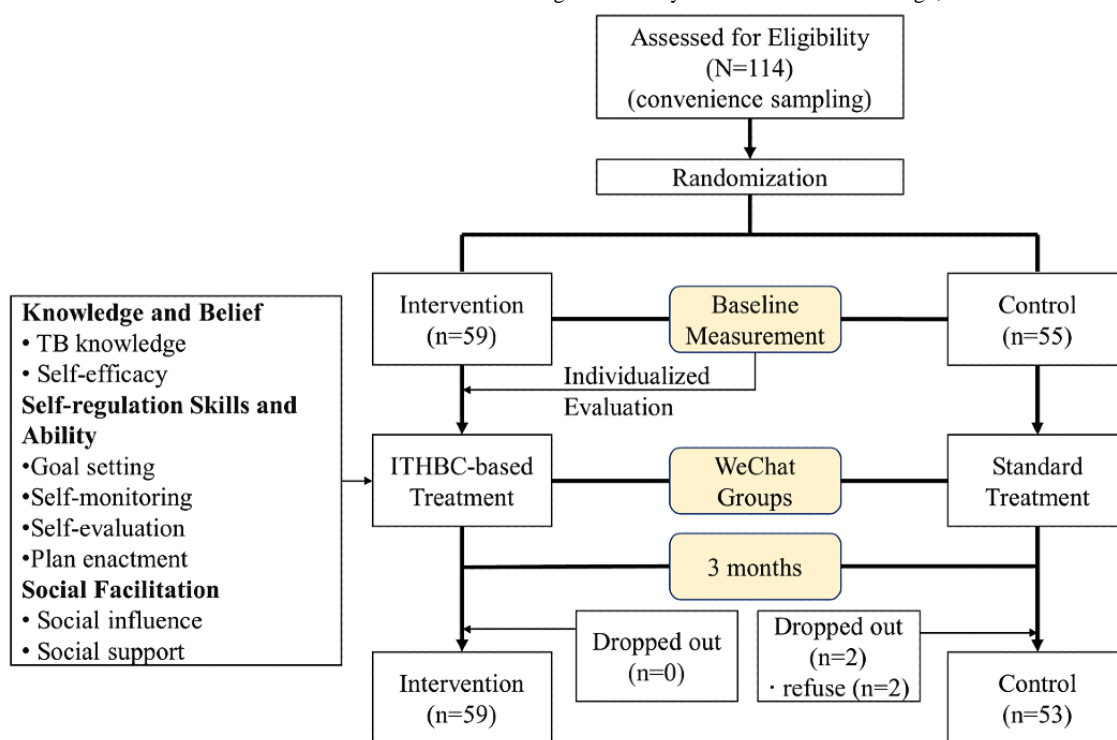 Assessed for Eligibility
(N=114)
(convenience sampling)
Randomization
Intervention
(n=59)
Baseline
Measurement
Control
(n=55)
Individualized
Evaluation
Knowledge and Belief
• TB knowledge
• Self-efficacy
Self-regulation Skills and
Ability
•Goal setting
•Self-monitoring
•Self-evaluation
•Plan enactment
Social Facilitation
• Social influence
• Social support
ITHBC-based
Treatment
WeChat
Groups
Standard
Treatment
3 months
Dropped out
(n=0)
Dropped out
(n=2)
· refuse (n=2)
Intervention
(n=59)
Control
(n=53)